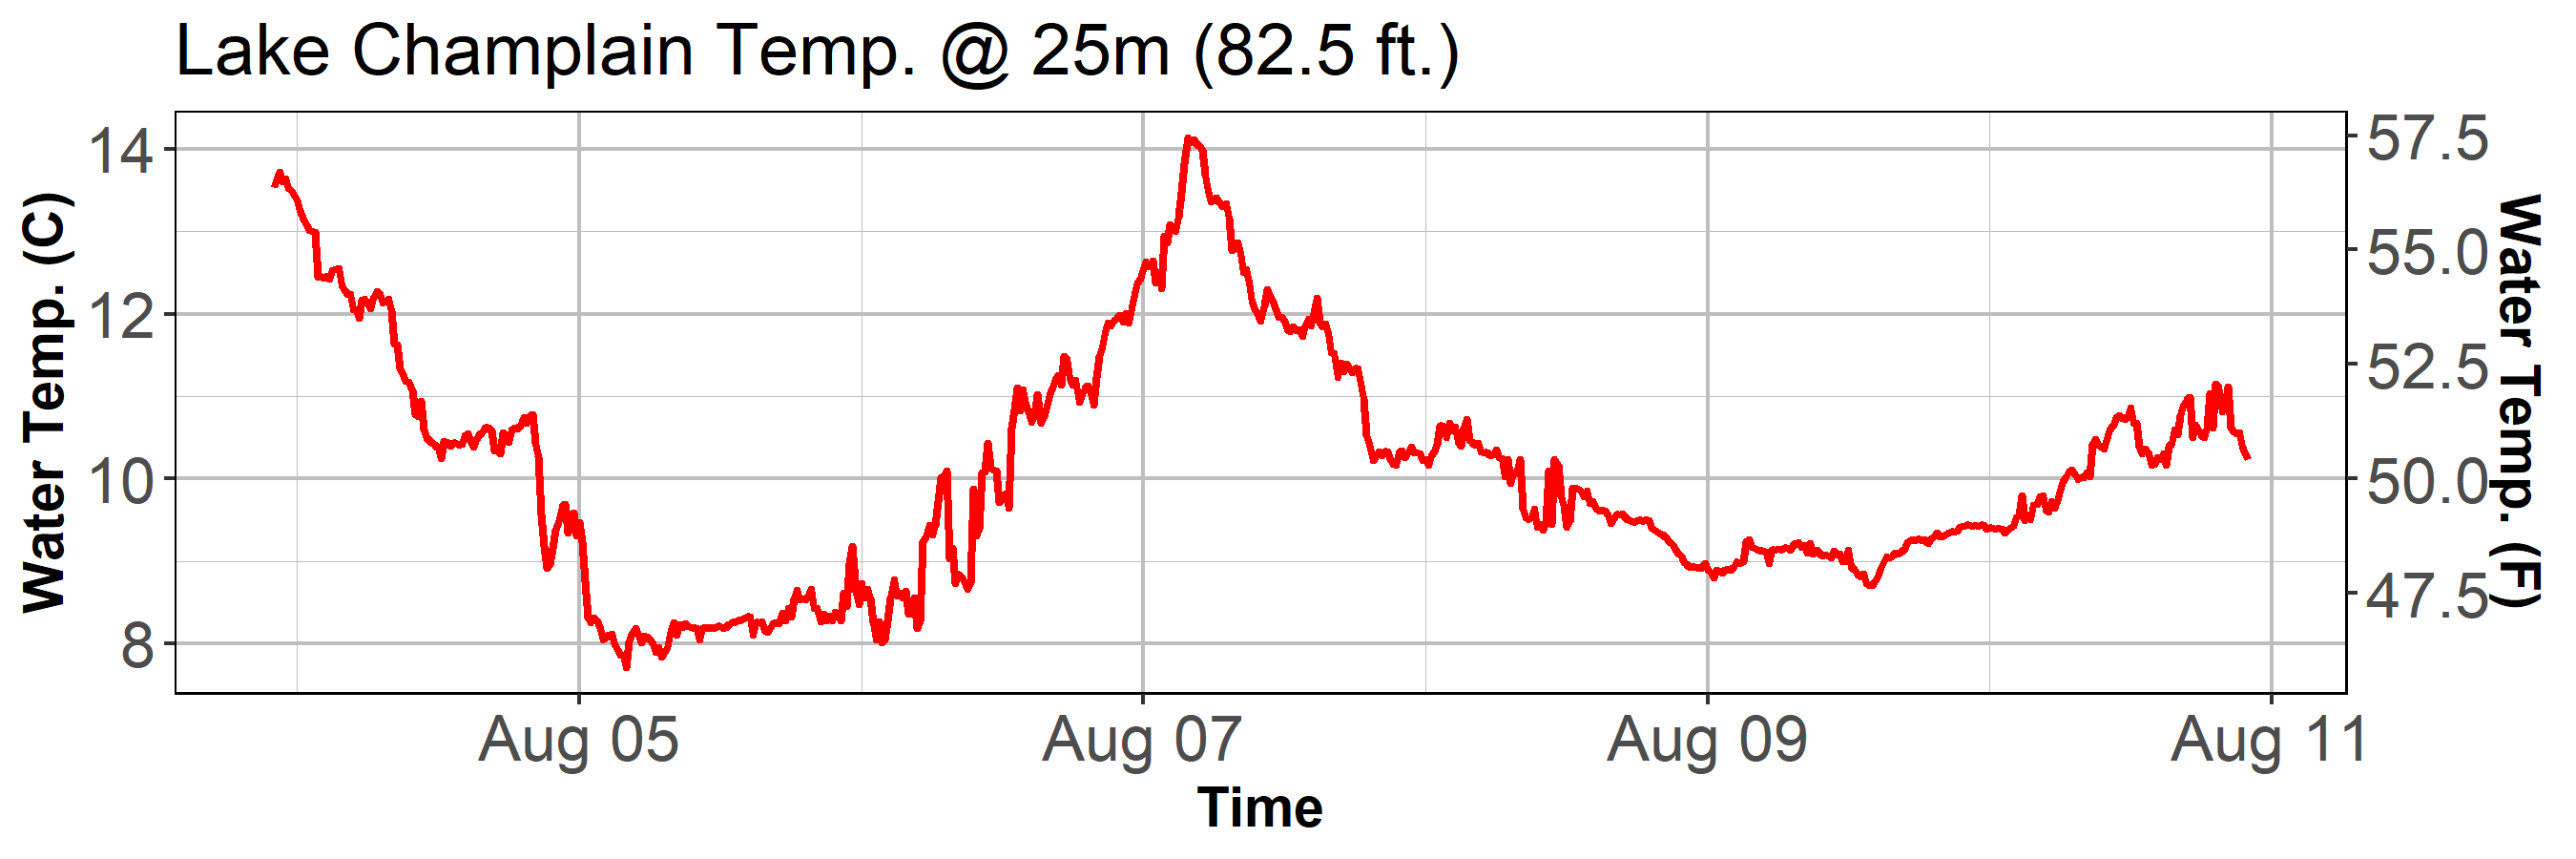 Lake Champlain Temp. @ 25m (82.5 ft.)
Water Temp. (C)
14
12
10
8
57.5
55.0
52.5
50.0
47.5
Water Temp. (F)
Aug 05
Aug 07
Aug 09
Aug 11
Time